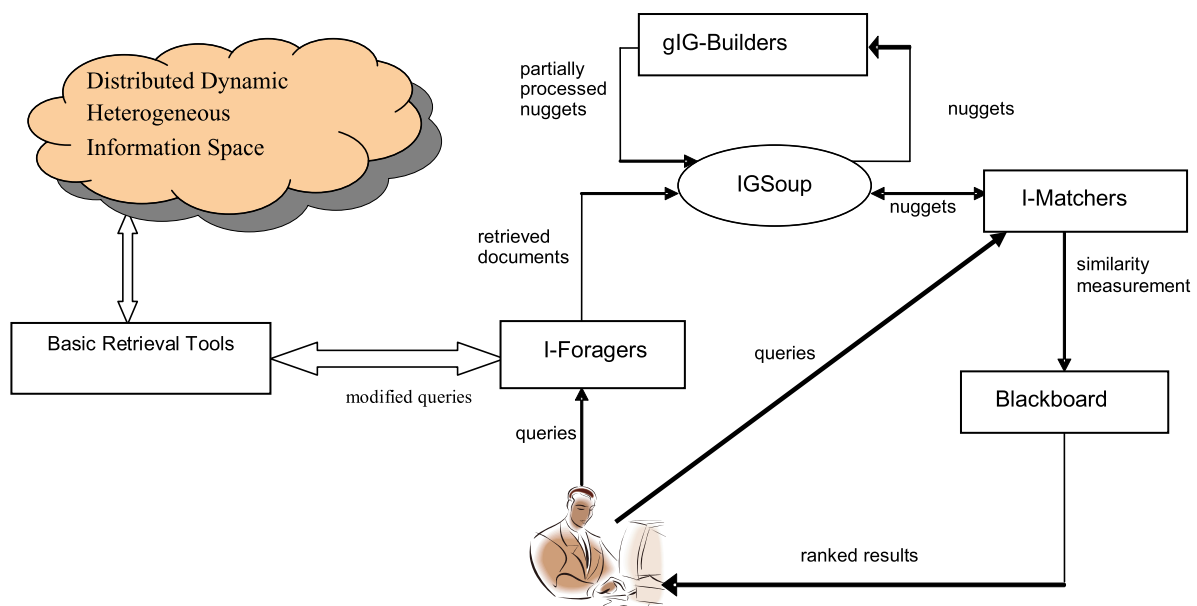 gIG-Builders
Distributed Dynamic
Heterogeneous
Information Space
partially
processed
nuggets
nuggets
IGSoup
nuggets
I-Matchers
retrieved
documents
similarity
measurement
Basic Retrieval Tools
I-Foragers
queries
modified queries
Blackboard
queries
ranked results